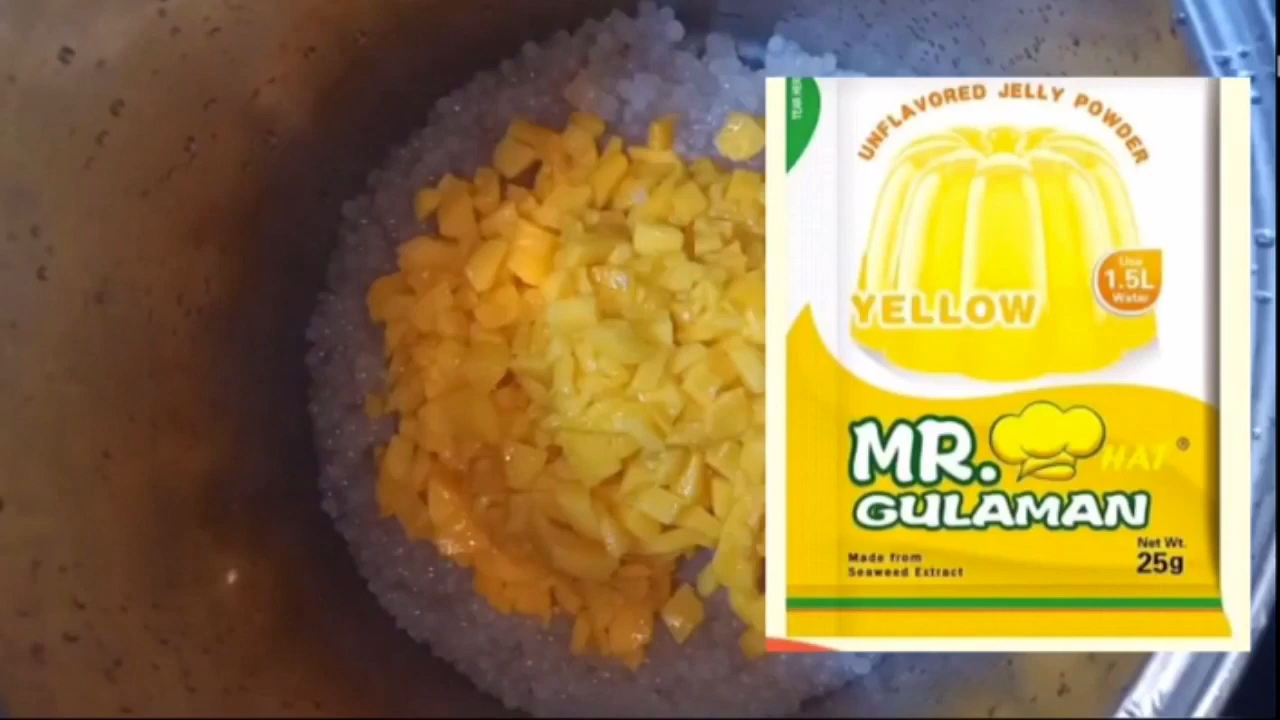 UNFLAVORED JELLY POWDER
Use
1.5L
Water
YELLOW
MR. HAT ®
GULAMAN
Made from
Seaweed Extract
Net Wt.
25g